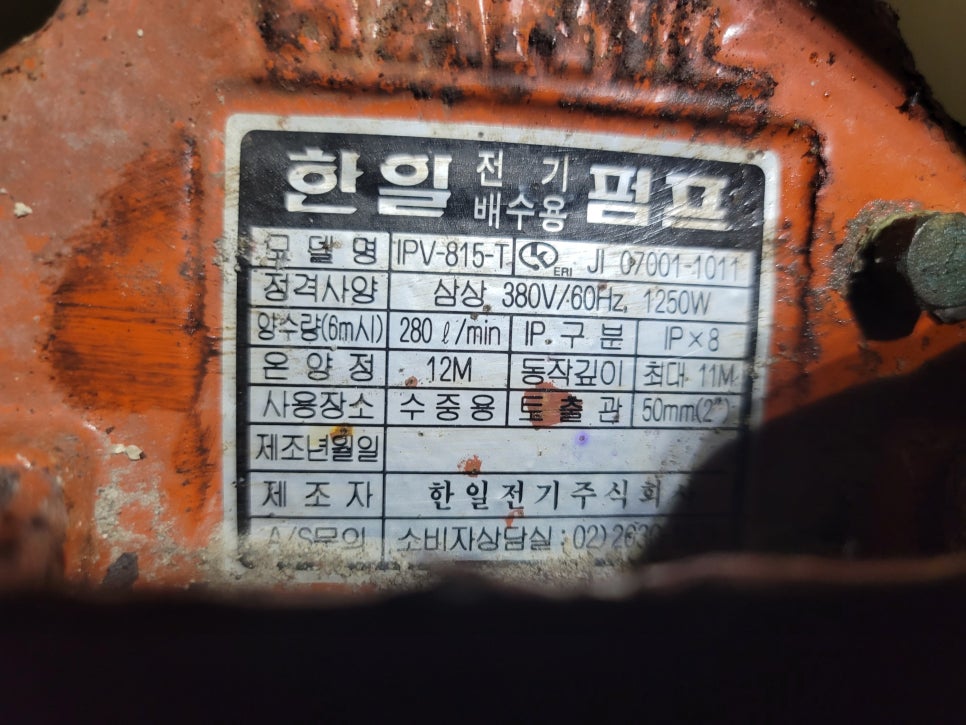 한일 전기 배수용 펌프
모델명 IPV-815-T ERI JI 07001-1011
정격사양 삼상 380V/60Hz, 1250W
양수량(6m시) 280 ℓ/min IP.구분 IP×8
온양정 12M 동작깊이 최대 11M
사용장소 수중용 토출관 50mm(2")
제조년월일
제조자 한일전기주식회사
A/S문의 소비자상담실 : 02)